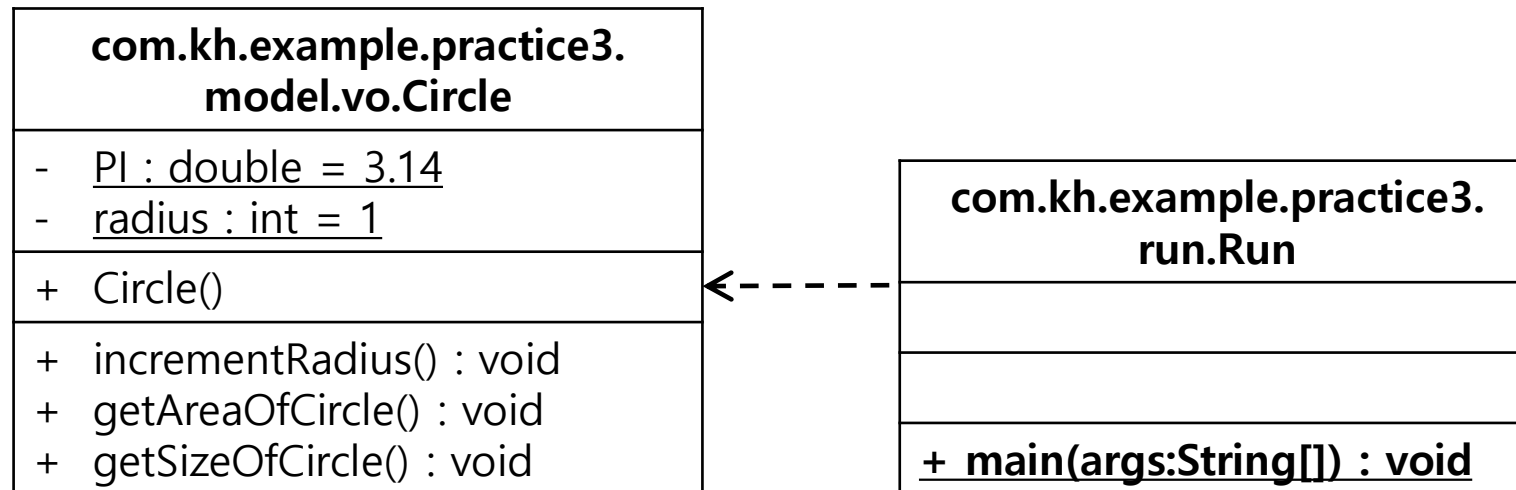 com.kh.example.practice3.
model.vo.Circle
- PI : double = 3.14
- radius : int = 1
+ Circle()
+ incrementRadius() : void
+ getAreaOfCircle() : void
+ getSizeOfCircle() : void
com.kh.example.practice3.
run.Run
+ main(args:String[]) : void